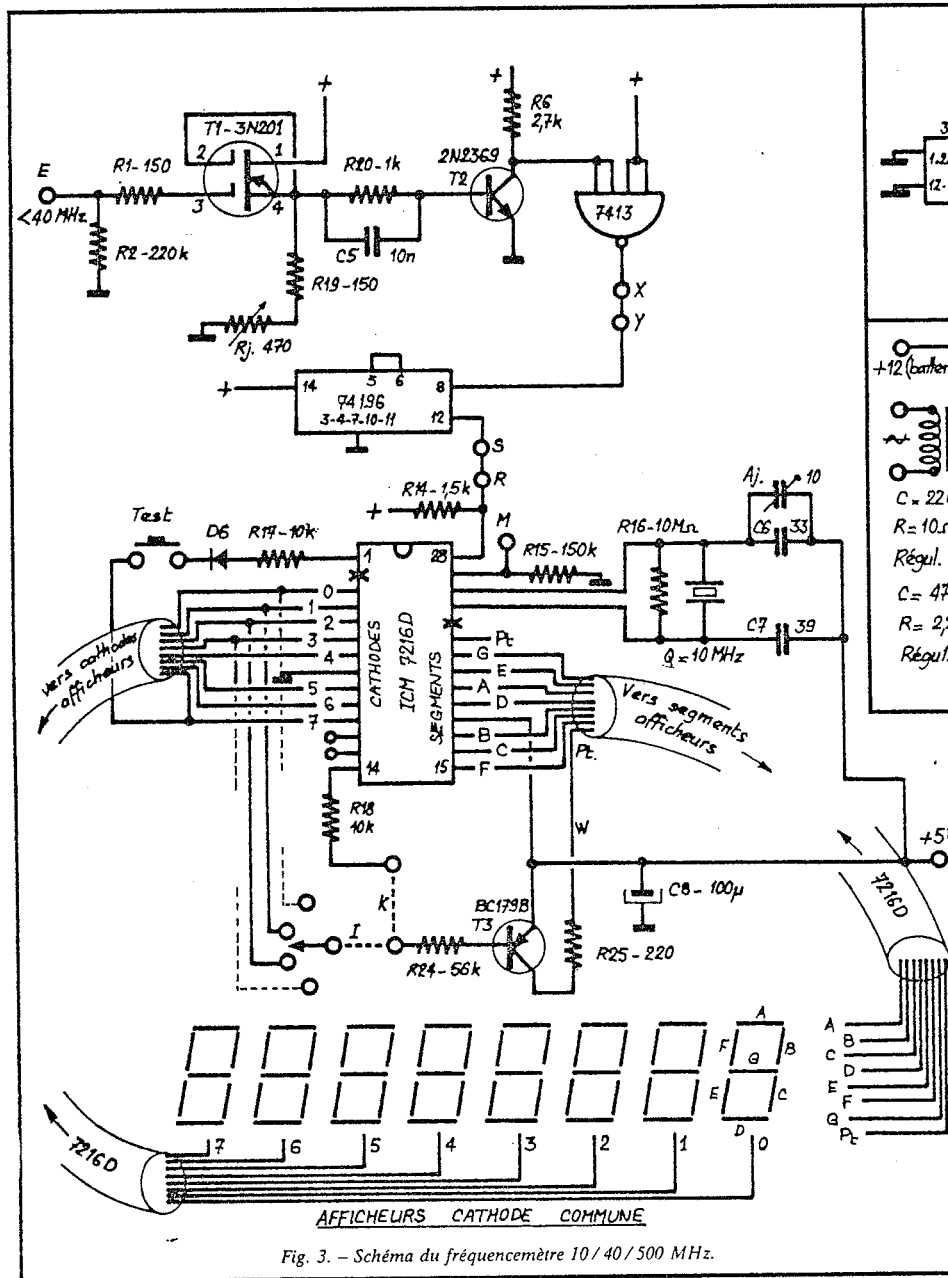 E
<40 MHz
R1-150
R2-220k
T1-3N201
2
1
3
4
+
R20-1k
C5
10n
R19-150
Rj. 470
+
R6
2,7k
2N2369
T2
+
7413
X
Y
+
14
5
6
8
74196
3-4-7-10-11
12
S
R
R14-1,5k
+
Test
D6
R17-10k
1
28
M
R15-150k
R16-10MΩ
Aj.
10
C6
33
C7
39
Q=10MHz
0
1
2
3
4
5
6
7
14
15
CATHODES
ICM 7216D
SEGMENTS
Pt
G
E
A
D
B
C
F
Pt.
Vers cathodes
afficheurs
Vers segments
afficheurs
R18
10k
K
I
W
BC179B
T3
R24-56k
R25-220
C8-100µ
+5
7216D
3
1.2
12-
+12 (batter
~
C=22
R=10Ω
Régul.
C=47
R=2,
Régul.
A
F
B
G
E
C
D
7
6
5
4
3
2
1
0
A
B
C
D
E
F
G
Pt
7216D
AFFICHEURS CATHODE COMMUNE
Fig. 3. – Schéma du fréquencemètre 10/40/500 MHz.